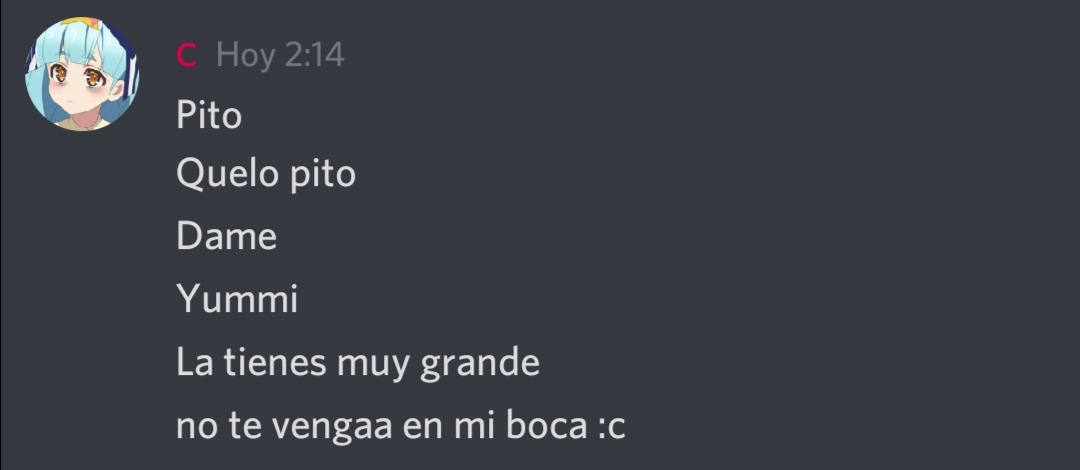 C Hoy 2:14
Pito
Quelo pito
Dame
Yummi
La tienes muy grande
no te vengaa en mi boca :c